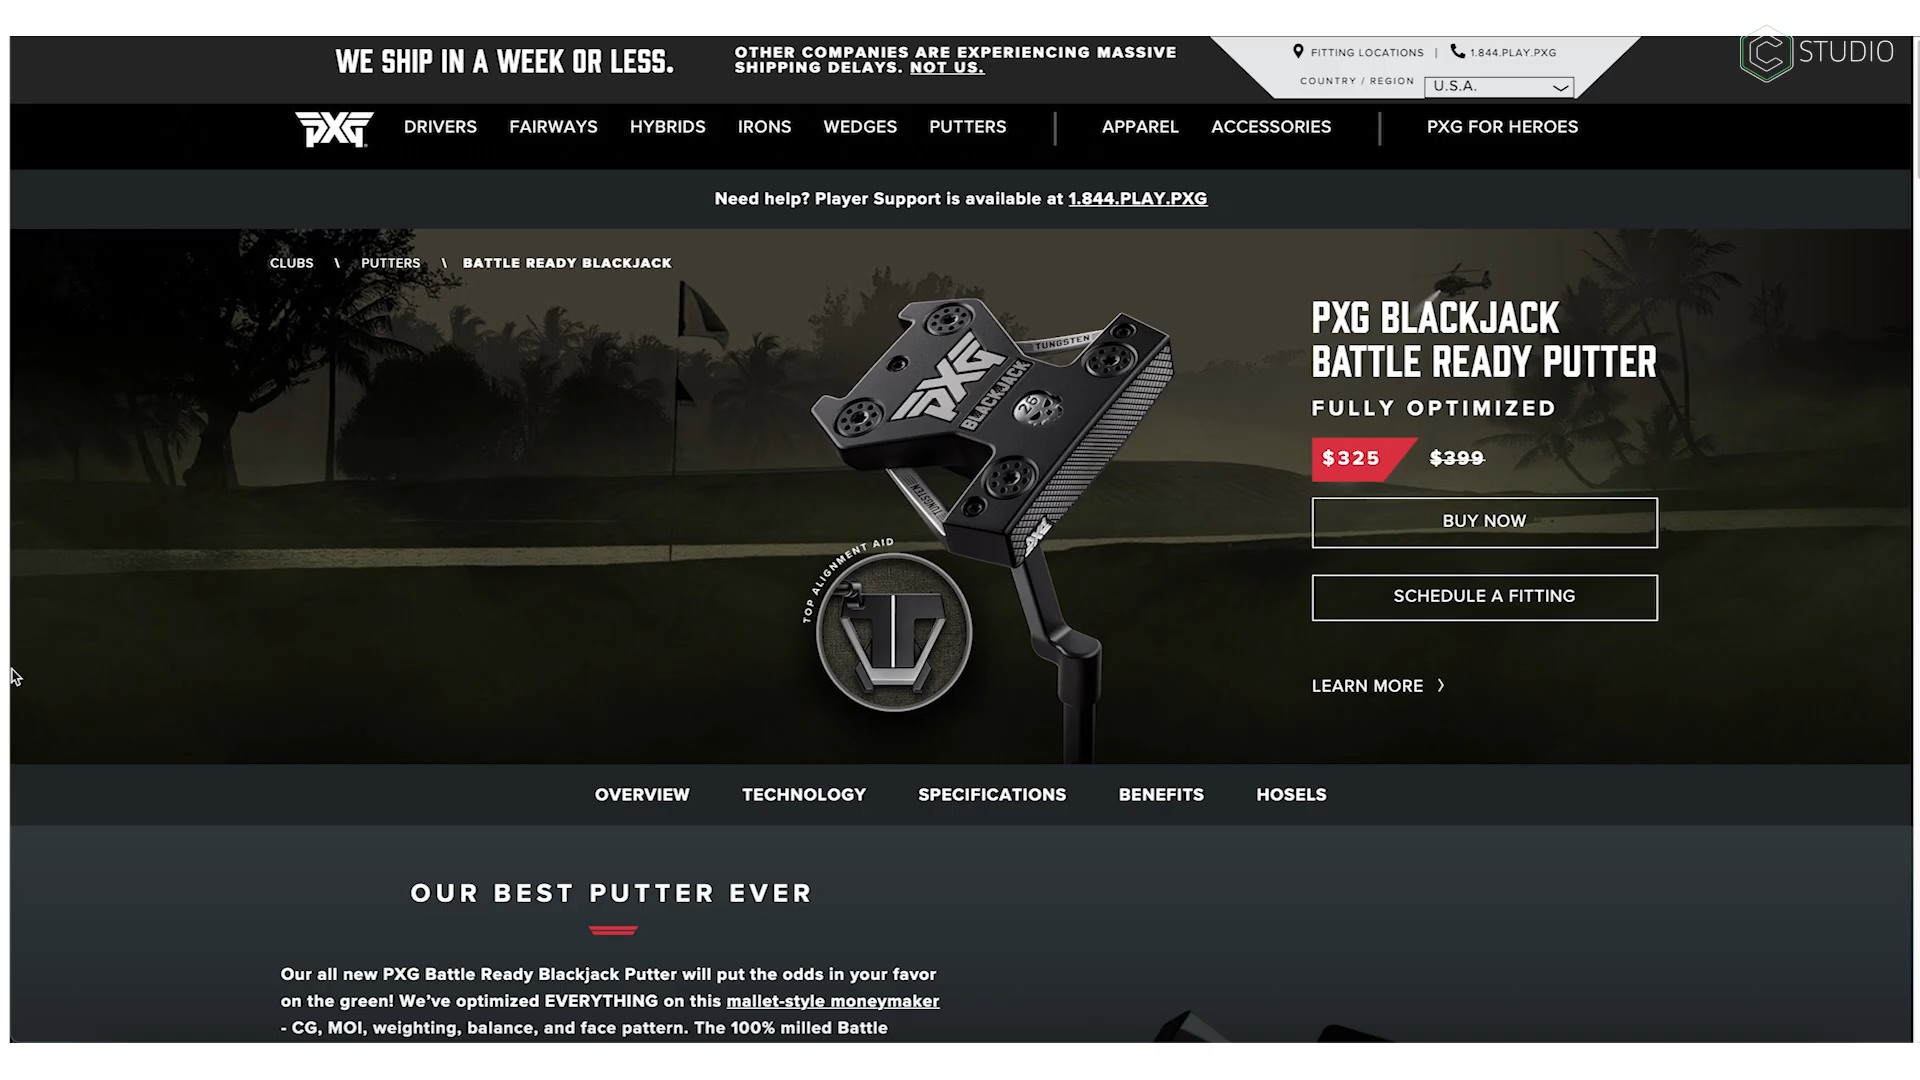 WE SHIP IN A WEEK OR LESS.
OTHER COMPANIES ARE EXPERIENCING MASSIVE
SHIPPING DELAYS. NOT US.
FITTING LOCATIONS | 1.844.PLAY.PXG
COUNTRY / REGION U.S.A.
STUDIO
PXG DRIVERS FAIRWAYS HYBRIDS IRONS WEDGES PUTTERS | APPAREL ACCESSORIES | PXG FOR HEROES
Need help? Player Support is available at 1.844.PLAY.PXG
CLUBS \ PUTTERS \ BATTLE READY BLACKJACK
TUNGSTEN
PXG
BLACKJACK
26
TUNGSTEN
PXG
TOP ALIGNMENT AID
PXG BLACKJACK
BATTLE READY PUTTER
FULLY OPTIMIZED
$325 $399
BUY NOW
SCHEDULE A FITTING
LEARN MORE >
OVERVIEW TECHNOLOGY SPECIFICATIONS BENEFITS HOSELS
OUR BEST PUTTER EVER
Our all new PXG Battle Ready Blackjack Putter will put the odds in your favor
on the green! We’ve optimized EVERYTHING on this mallet-style moneymaker
- CG, MOI, weighting, balance, and face pattern. The 100% milled Battle